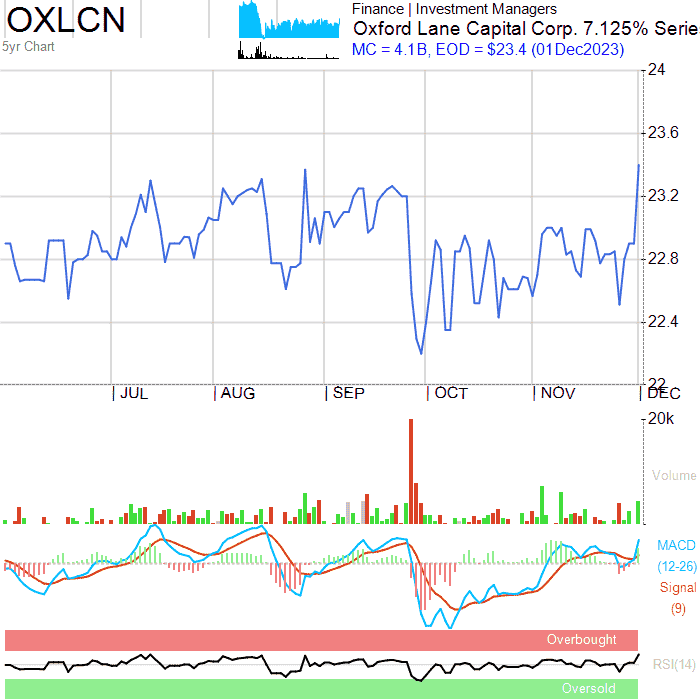 OXLCN
5yr Chart
Finance | Investment Managers
Oxford Lane Capital Corp. 7.125% Serie
MC = 4.1B, EOD = $23.4 (01Dec2023)
24
23.6
23.2
22.8
22.4
22
JUL AUG SEP OCT NOV DEC
20k
Volume
MACD
(12-26)
Signal
(9)
Overbought
RSI(14)
Oversold